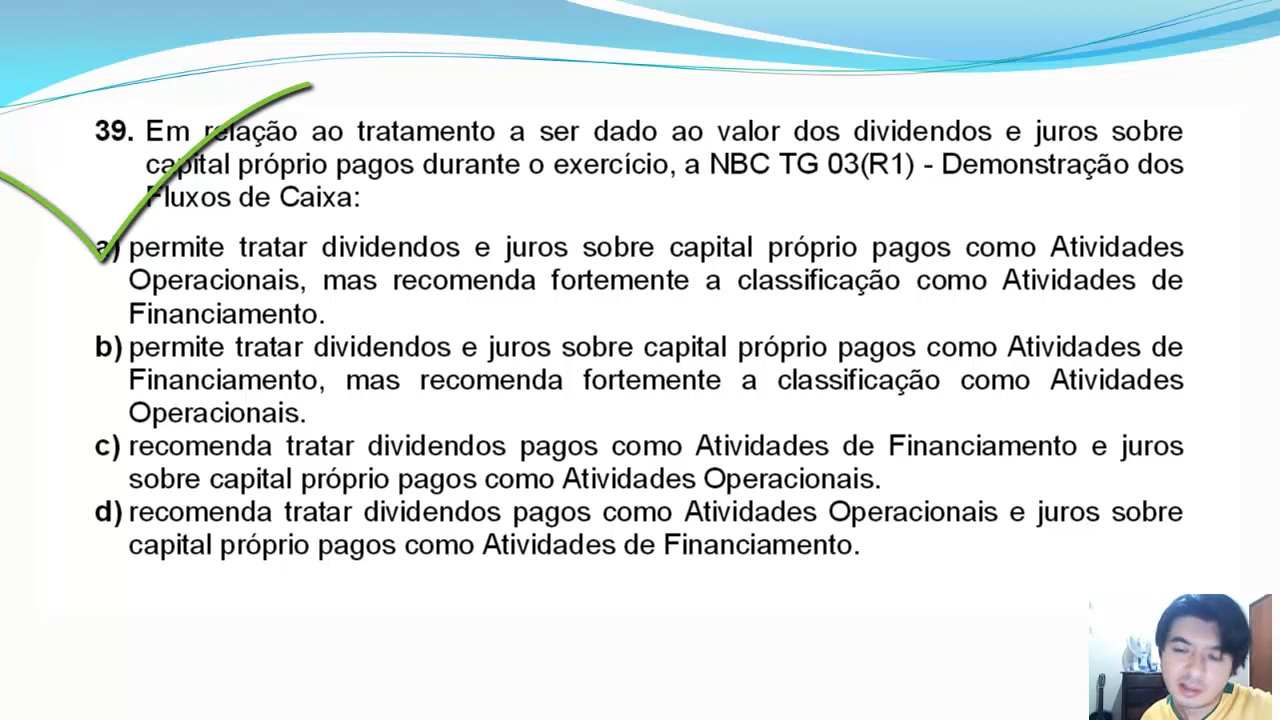 39. Em relação ao tratamento a ser dado ao valor dos dividendos e juros sobre
capital próprio pagos durante o exercício, a NBC TG 03(R1) - Demonstração dos
Fluxos de Caixa:
a) permite tratar dividendos e juros sobre capital próprio pagos como Atividades
Operacionais, mas recomenda fortemente a classificação como Atividades de
Financiamento.
b) permite tratar dividendos e juros sobre capital próprio pagos como Atividades de
Financiamento, mas recomenda fortemente a classificação como Atividades
Operacionais.
c) recomenda tratar dividendos pagos como Atividades de Financiamento e juros
sobre capital próprio pagos como Atividades Operacionais.
d) recomenda tratar dividendos pagos como Atividades Operacionais e juros sobre
capital próprio pagos como Atividades de Financiamento.